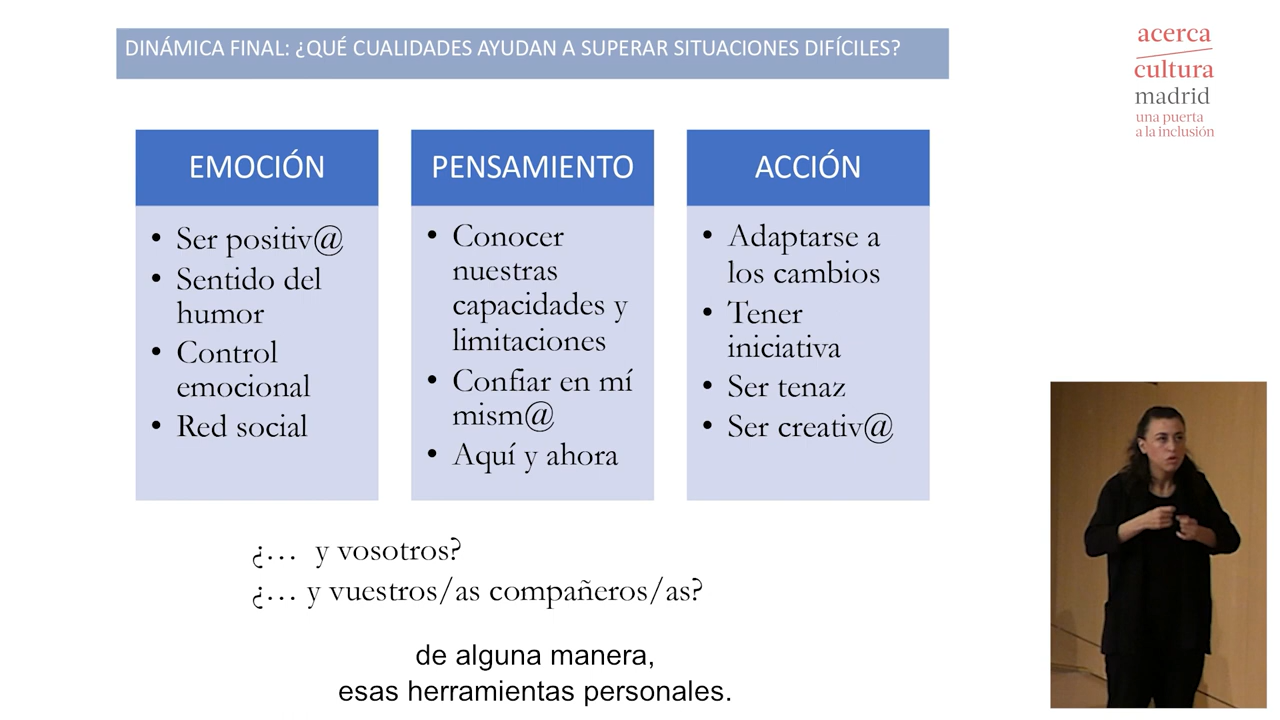 DINÁMICA FINAL: ¿QUÉ CUALIDADES AYUDAN A SUPERAR SITUACIONES DIFÍCILES?
acerca
cultura
madrid
una puerta
a la inclusión
EMOCIÓN
• Ser positiv@
• Sentido del
humor
• Control
emocional
• Red social
PENSAMIENTO
• Conocer
nuestras
capacidades y
limitaciones
• Confiar en mí
mism@
• Aquí y ahora
ACCIÓN
• Adaptarse a
los cambios
• Tener
iniciativa
• Ser tenaz
• Ser creativ@
¿… y vosotros?
¿… y vuestros/as compañeros/as?
de alguna manera,
esas herramientas personales.